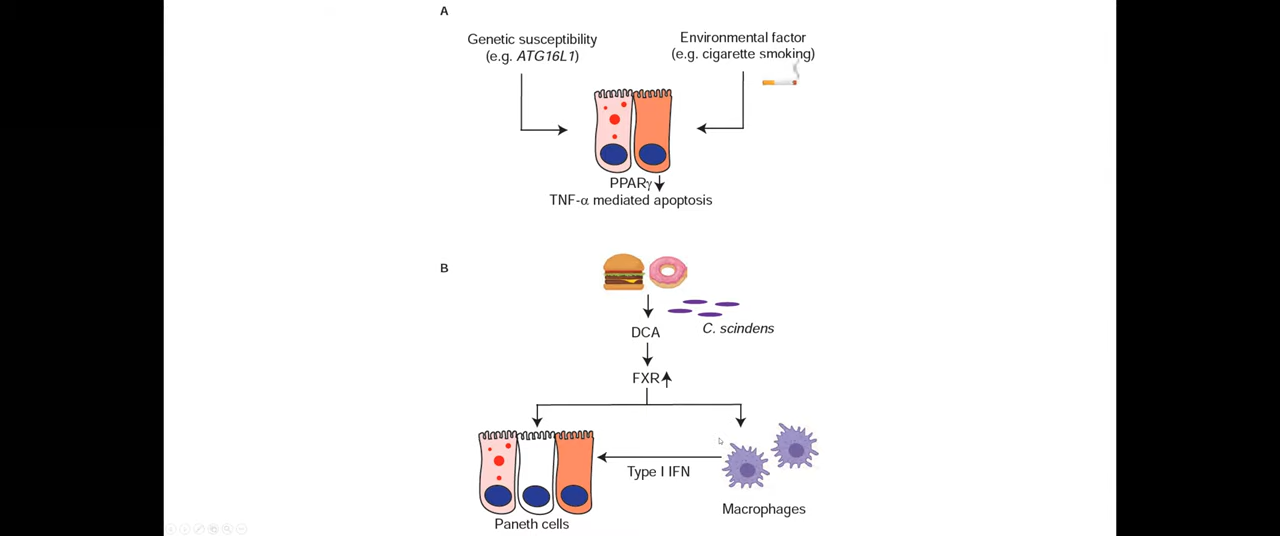 A
Genetic susceptibility
(e.g. ATG16L1)
Environmental factor
(e.g. cigarette smoking)
PPARγ
TNF-α mediated apoptosis
B
DCA
C. scindens
FXR
Type I IFN
Macrophages
Paneth cells